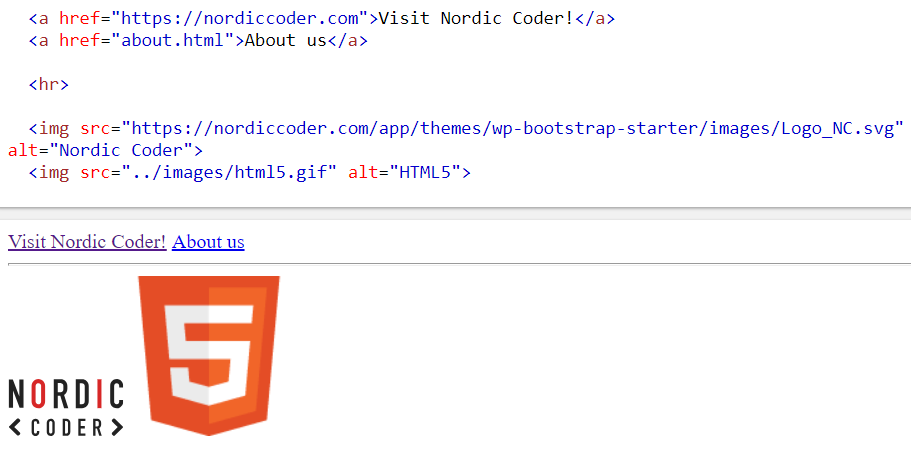 <a href="https://nordiccoder.com">Visit Nordic Coder!</a>
<a href="about.html">About us</a>
<hr>
<img src="https://nordiccoder.com/app/themes/wp-bootstrap-starter/images/Logo_NC.svg"
alt="Nordic Coder">
<img src="../images/html5.gif" alt="HTML5">
Visit Nordic Coder! About us
5
NORDIC
<CODER>